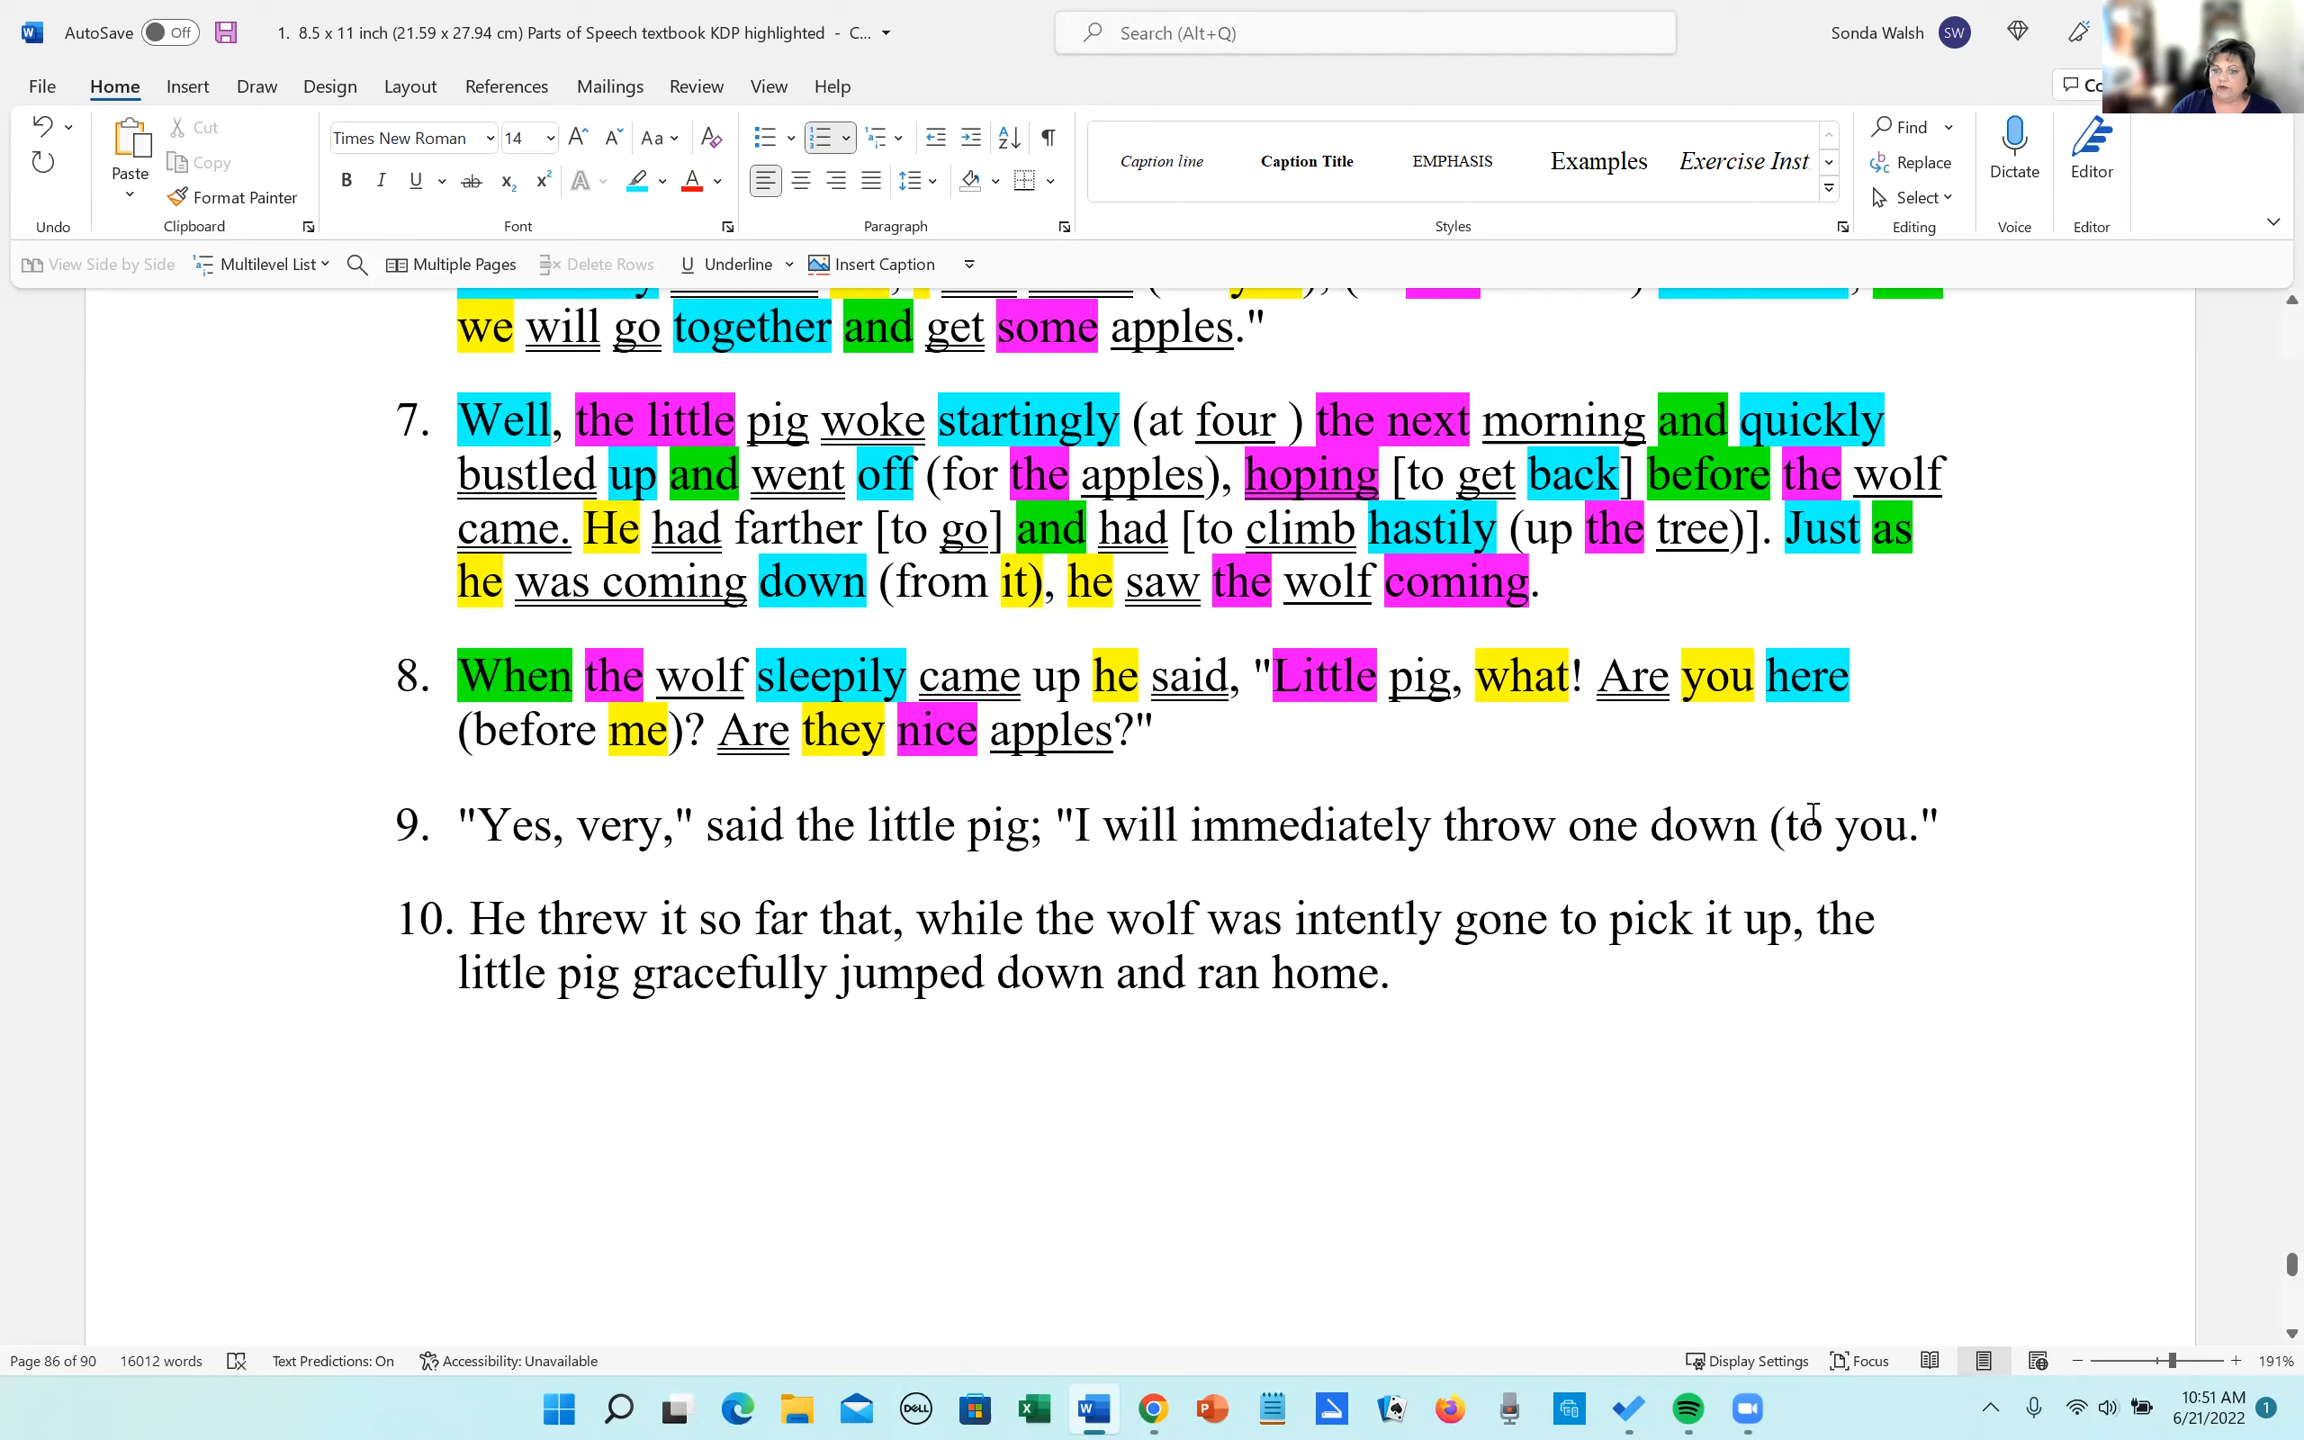 AutoSave Off 1. 8.5 x 11 inch (21.59 x 27.94 cm) Parts of Speech textbook KDP highlighted - C... Search (Alt+Q) Sonda Walsh SW
File Home Insert Draw Design Layout References Mailings Review View Help Co
Paste Cut Copy Format Painter
Times New Roman 14 Aa
B I U ab x₂ x² A A
Caption line Caption Title EMPHASIS Examples Exercise Inst
Find Replace Select Dictate Editor
Undo Clipboard Font Paragraph Styles Editing Voice Editor
View Side by Side Multilevel List Multiple Pages Delete Rows U Underline Insert Caption
we will go together and get some apples."
7. Well, the little pig woke startingly (at four ) the next morning and quickly
bustled up and went off (for the apples), hoping [to get back] before the wolf
came. He had farther [to go] and had [to climb hastily (up the tree)]. Just as
he was coming down (from it), he saw the wolf coming.
8. When the wolf sleepily came up he said, "Little pig, what! Are you here
(before me)? Are they nice apples?"
9. "Yes, very," said the little pig; "I will immediately throw one down (to you."
10. He threw it so far that, while the wolf was intently gone to pick it up, the
little pig gracefully jumped down and ran home.
Page 86 of 90 16012 words Text Predictions: On Accessibility: Unavailable Display Settings Focus 191%
DELL
10:51 AM
6/21/2022 1